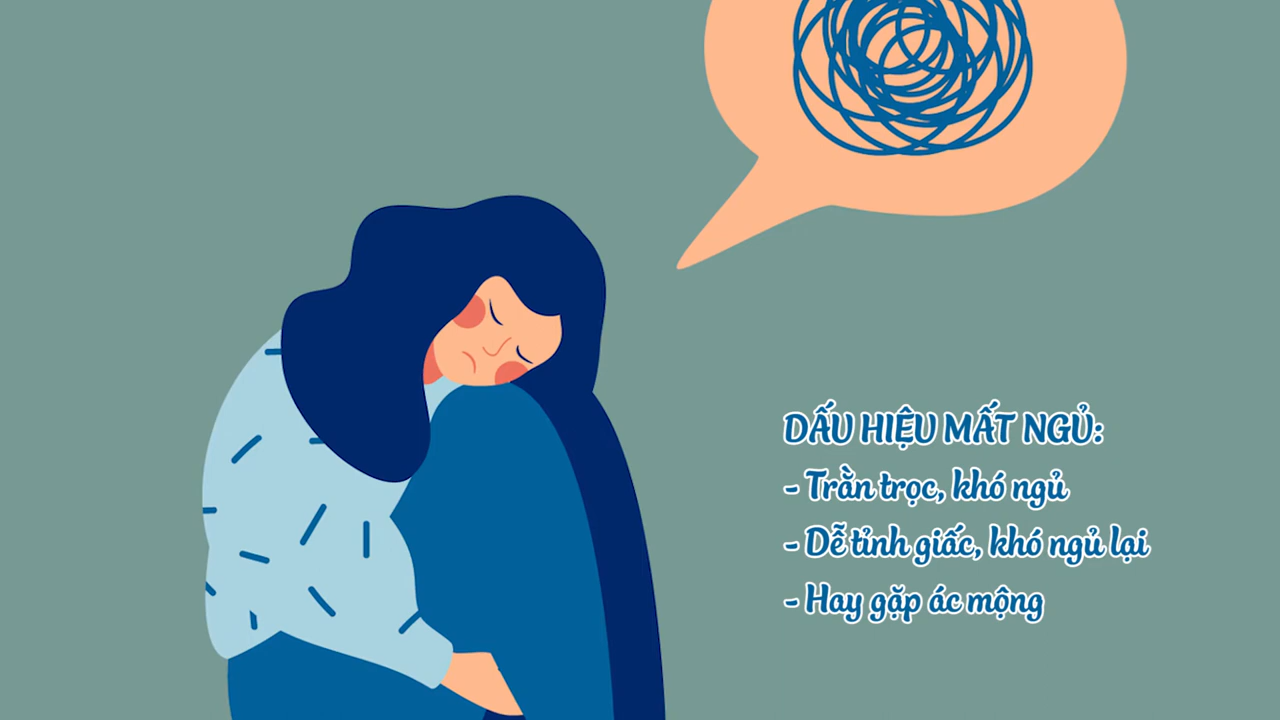 DẤU HIỆU MẤT NGỦ:
- Trằn trọc, khó ngủ
- Dễ tỉnh giấc, khó ngủ lại
- Hay gặp ác mộng